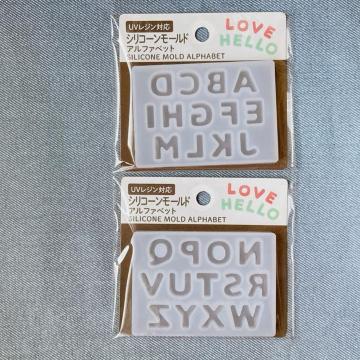 UVレジン対応
シリコーンモールド
アルファベット
SILICONE MOLD ALPHABET
LOVE
HELLO
ABCD
EFGHI
JKLM
UVレジン対応
シリコーンモールド
アルファベット
SILICONE MOLD ALPHABET
LOVE
HELLO
NOPQ
RSTUV
WXYZ